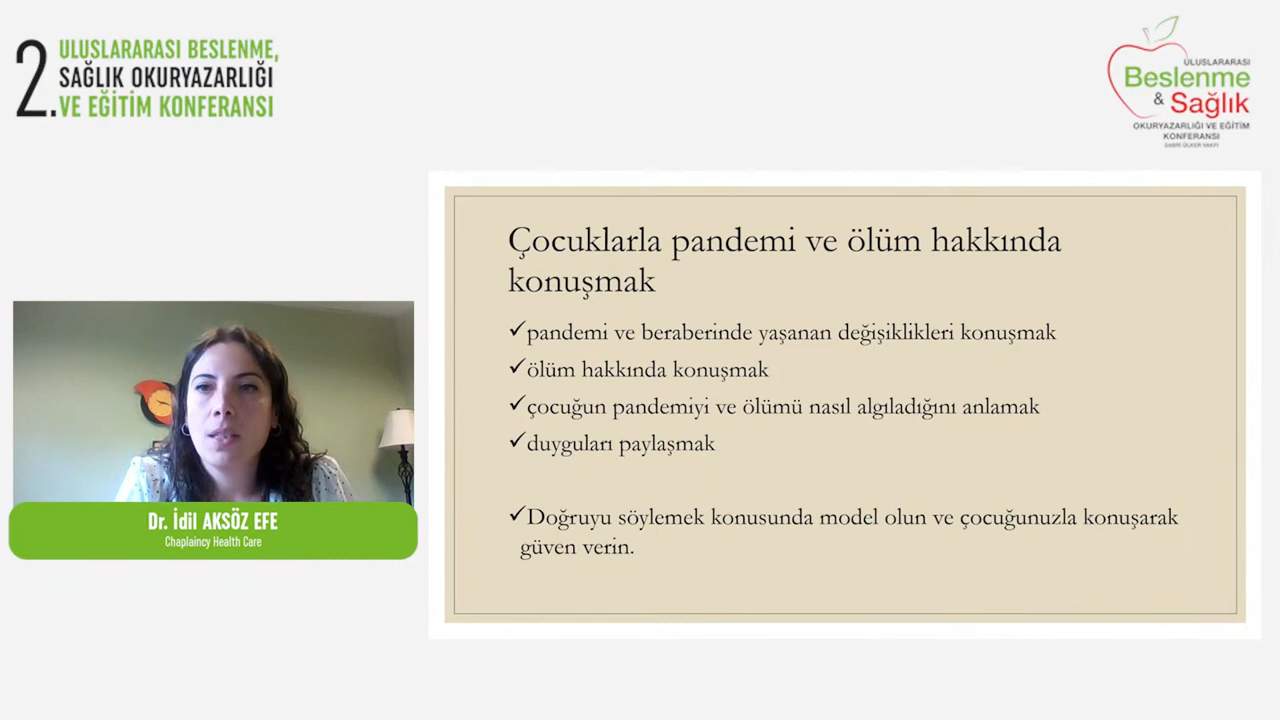 2. ULUSLARARASI BESLENME,
SAĞLIK OKURYAZARLIĞI
VE EĞİTİM KONFERANSI
ULUSLARARASI
Beslenme
& Sağlık
OKURYAZARLIĞI VE EĞİTİM
KONFERANSI
SABRİ ÜLKER VAKFI
Çocuklarla pandemi ve ölüm hakkında
konuşmak
✓pandemi ve beraberinde yaşanan değişiklikleri konuşmak
✓ölüm hakkında konuşmak
✓çocuğun pandemiyi ve ölümü nasıl algıladığını anlamak
✓duyguları paylaşmak
✓Doğruyu söylemek konusunda model olun ve çocuğunuzla konuşarak
güven verin.
Dr. İdil AKSÖZ EFE
Chaplaincy Health Care